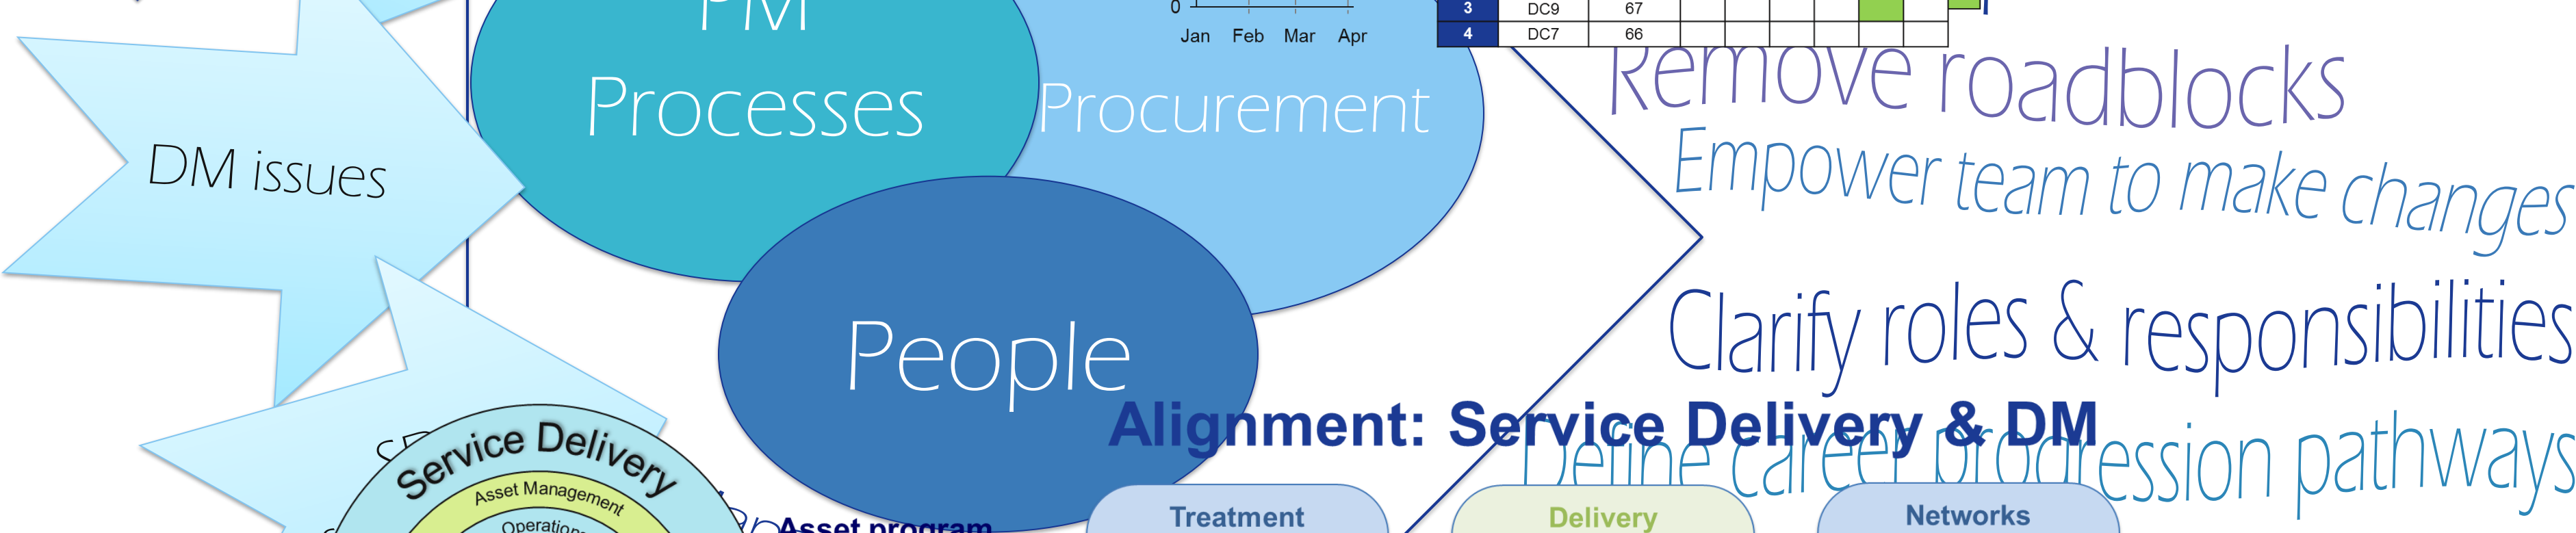 PM
Processes
Procurement
People
DM issues
0
Jan Feb Mar Apr
3 DC9 67
4 DC7 66
Remove roadblocks
Empower team to make changes
Clarify roles & responsibilities
Define career progression pathways
Alignment: Service Delivery & DM
Service Delivery
Asset Management
Operations
Asset program
Treatment
Delivery
Networks